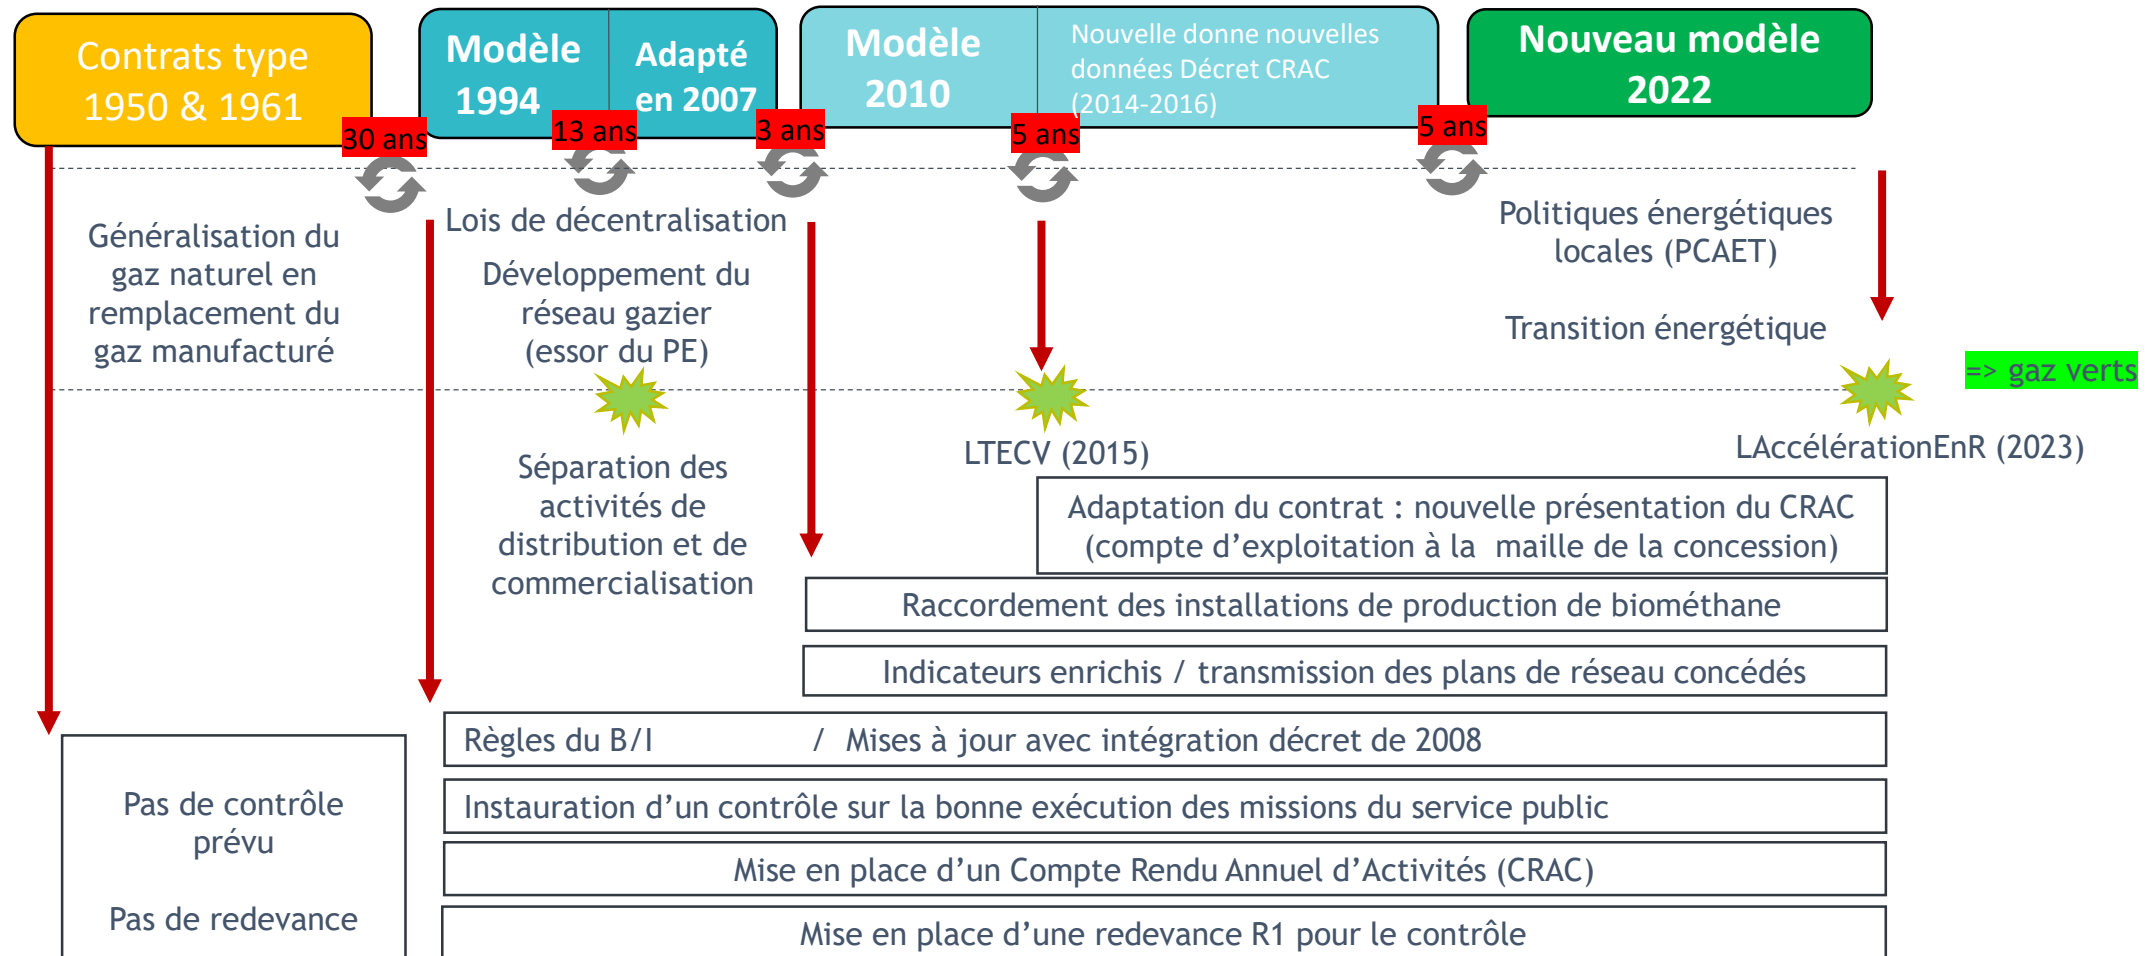 Contrats type
1950 & 1961
Modèle
1994
Adapté
en 2007
Modèle
2010
Nouvelle donne nouvelles
données Décret CRAC
(2014-2016)
Nouveau modèle
2022
30 ans
13 ans
3 ans
5 ans
5 ans
Généralisation du
gaz naturel en
remplacement du
gaz manufacturé
Lois de décentralisation
Développement du
réseau gazier
(essor du PE)
Séparation des
activités de
distribution et de
commercialisation
LTECV (2015)
Politiques énergétiques
locales (PCAET)
Transition énergétique
=> gaz verts
LAccélérationEnR (2023)
Adaptation du contrat : nouvelle présentation du CRAC
(compte d’exploitation à la maille de la concession)
Raccordement des installations de production de biométhane
Indicateurs enrichis / transmission des plans de réseau concédés
Règles du B/I / Mises à jour avec intégration décret de 2008
Instauration d’un contrôle sur la bonne exécution des missions du service public
Mise en place d’un Compte Rendu Annuel d’Activités (CRAC)
Mise en place d’une redevance R1 pour le contrôle
Pas de contrôle
prévu
Pas de redevance